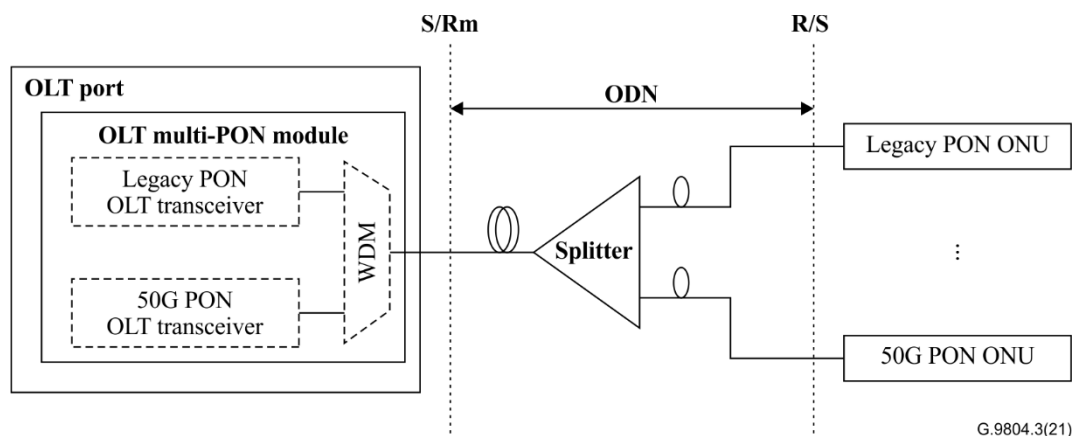 S/Rm
R/S
OLT port
ODN
OLT multi-PON module
Legacy PON
OLT transceiver
WDM
50G PON
OLT transceiver
Splitter
Legacy PON ONU
...
50G PON ONU
G.9804.3(21)